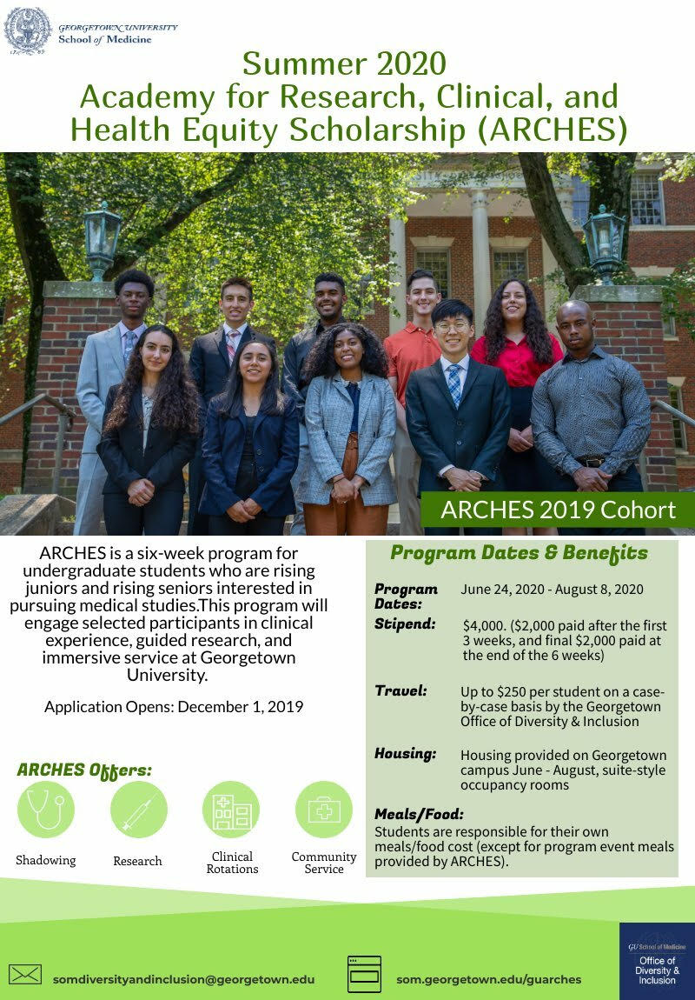 GEORGETOWN UNIVERSITY
School of Medicine
Summer 2020
Academy for Research, Clinical, and
Health Equity Scholarship (ARCHES)
ARCHES 2019 Cohort
ARCHES is a six-week program for
undergraduate students who are rising
juniors and rising seniors interested in
pursuing medical studies.This program will
engage selected participants in clinical
experience, guided research, and
immersive service at Georgetown
University.
Application Opens: December 1, 2019
ARCHES Offers:
Shadowing
Research
Clinical
Rotations
Community
Service
Program Dates & Benefits
Program
Dates:
June 24, 2020 - August 8, 2020
Stipend:
$4,000. ($2,000 paid after the first
3 weeks, and final $2,000 paid at
the end of the 6 weeks)
Travel:
Up to $250 per student on a case-
by-case basis by the Georgetown
Office of Diversity & Inclusion
Housing:
Housing provided on Georgetown
campus June - August, suite-style
occupancy rooms
Meals/Food:
Students are responsible for their own
meals/food cost (except for program event meals
provided by ARCHES).
somdiversityandinclusion@georgetown.edu
som.georgetown.edu/guarches
GU School of Medicine
Office of
Diversity &
Inclusion